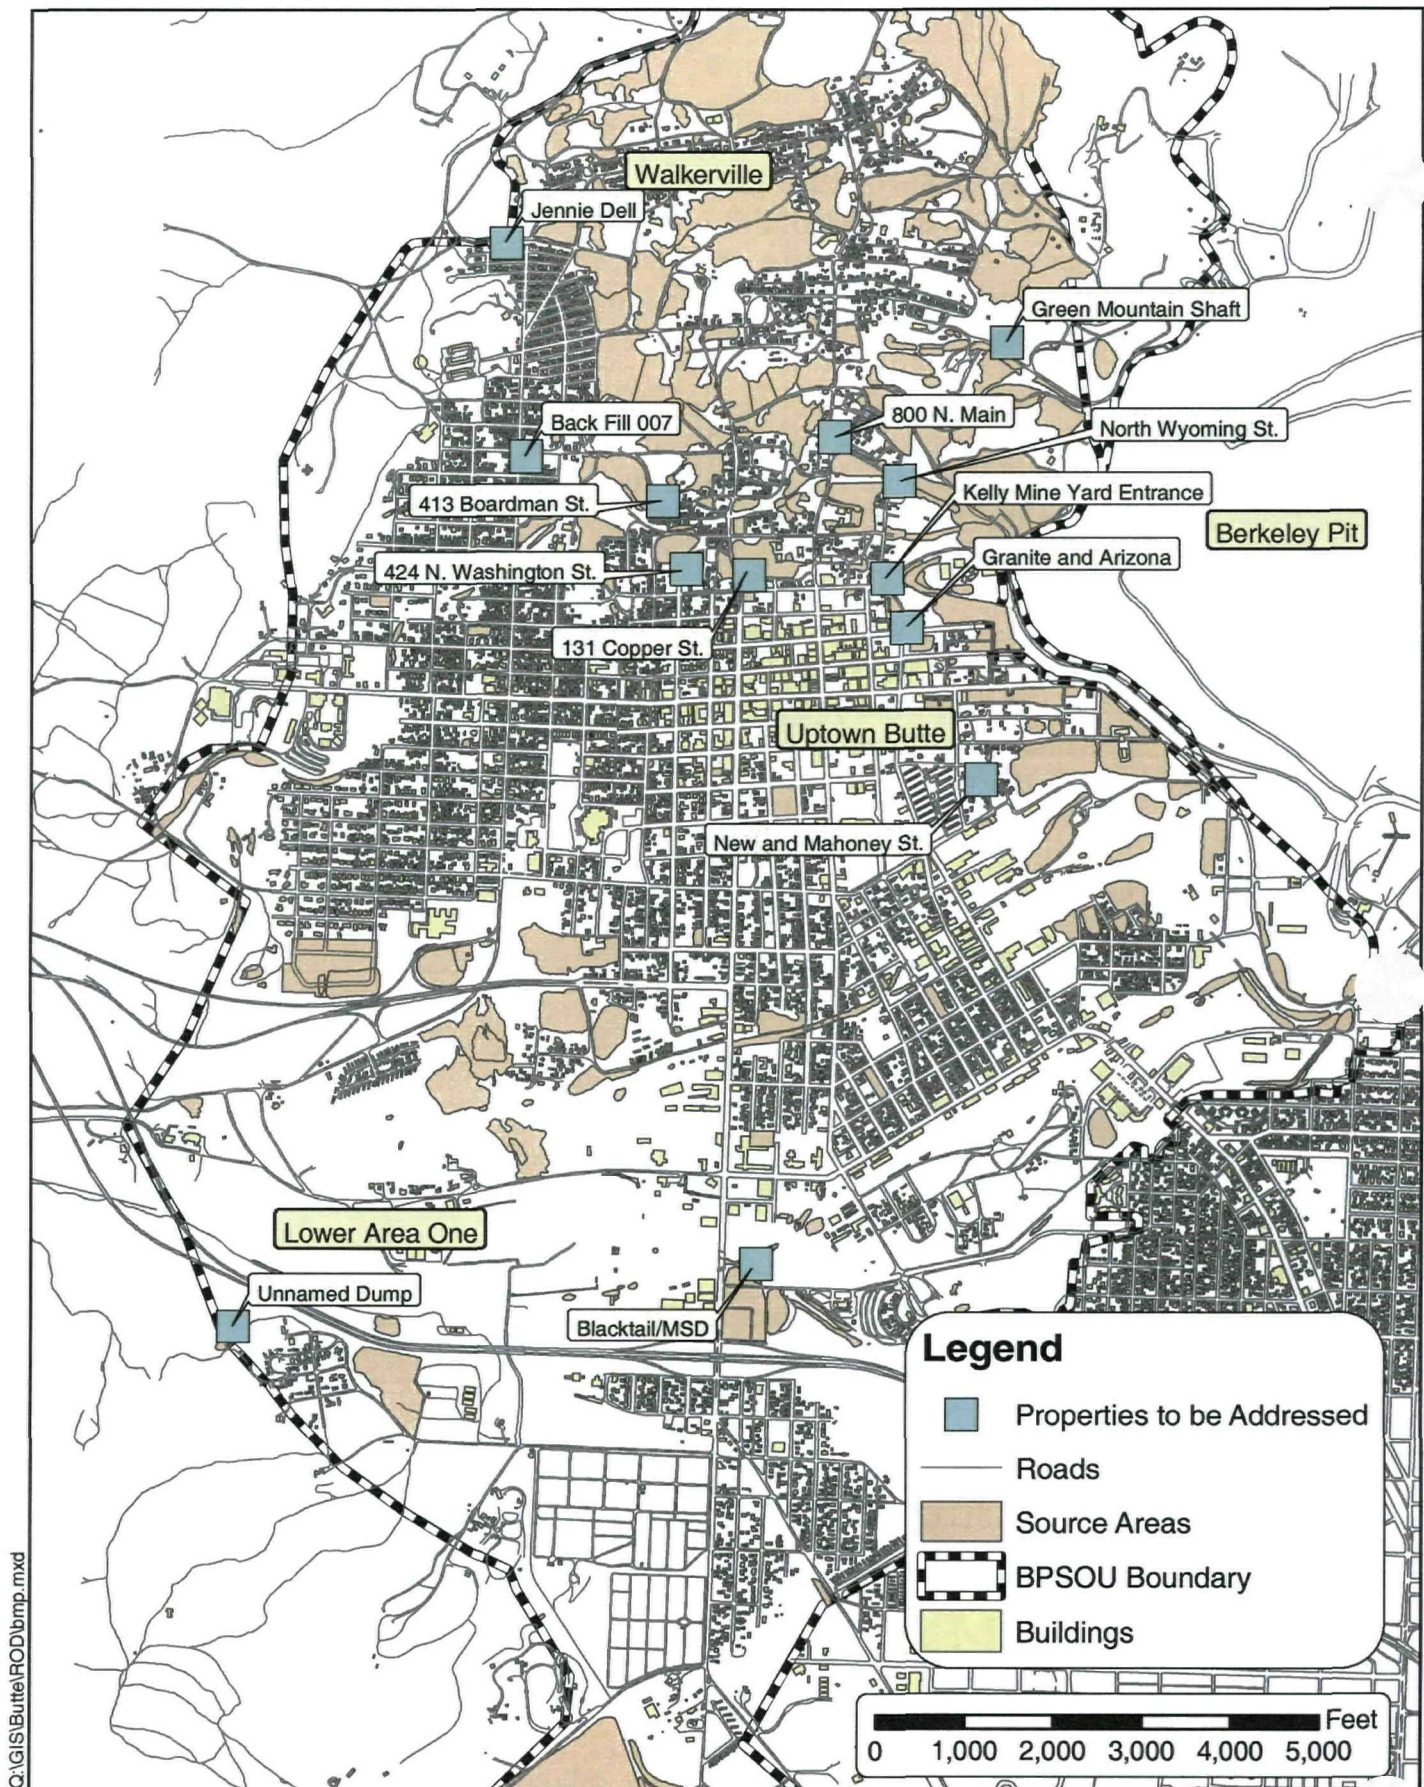 Walkerville
Jennie Dell
Green Mountain Shaft
Back Fill 007
800 N. Main
North Wyoming St.
413 Boardman St.
Kelly Mine Yard Entrance
Berkeley Pit
Granite and Arizona
424 N. Washington St.
131 Copper St.
Uptown Butte
New and Mahoney St.
Lower Area One
Unnamed Dump
Blacktail/MSD
Legend
Properties to be Addressed
Roads
Source Areas
BPSOU Boundary
Buildings
Feet
0 1,000 2,000 3,000 4,000 5,000
Q:\GIS\Butte\ROD\bmp.mxd